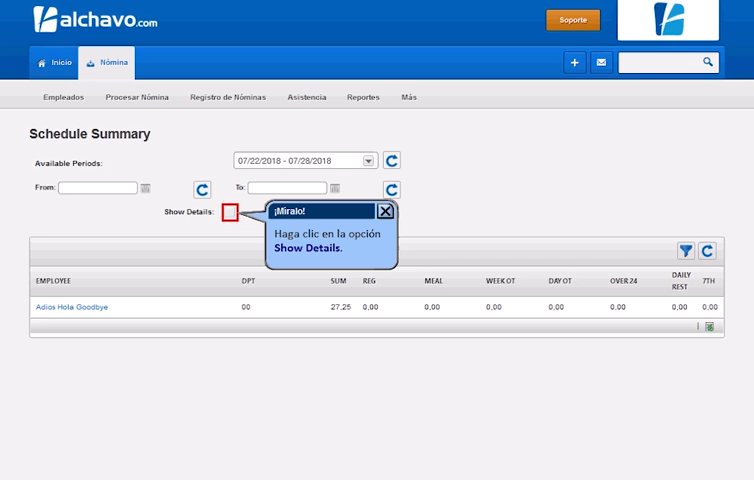 alchavo.com
Soporte
Inicio
Nómina
Empleados
Procesar Nómina
Registro de Nóminas
Asistencia
Reportes
Más
Schedule Summary
Available Periods:
07/22/2018 - 07/28/2018
From:
To:
Show Details:
¡Míralo!
Haga clic en la opción
Show Details.
EMPLOYEE DPT SUM REG MEAL WEEK OT DAY OT OVER 24 DAILY REST 7TH
Adios Hola Goodbye 00 27,25 0,00 0,00 0,00 0,00 0,00 0,00 0,00